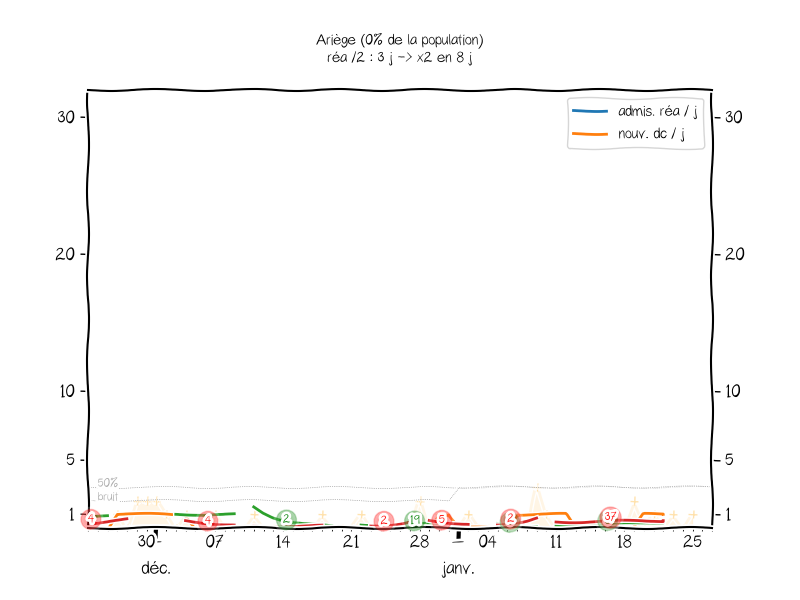 Ariège (0% de la population)
réa /2 : 3 j -> x2 en 8 j
admis. réa / j
nouv. dc / j
30 30
20 20
10 10
5 5
50%
bruit
1 1
4 4 2 2 19 5 2 37
30 07 14 21 28 04 11 18 25
déc. janv.